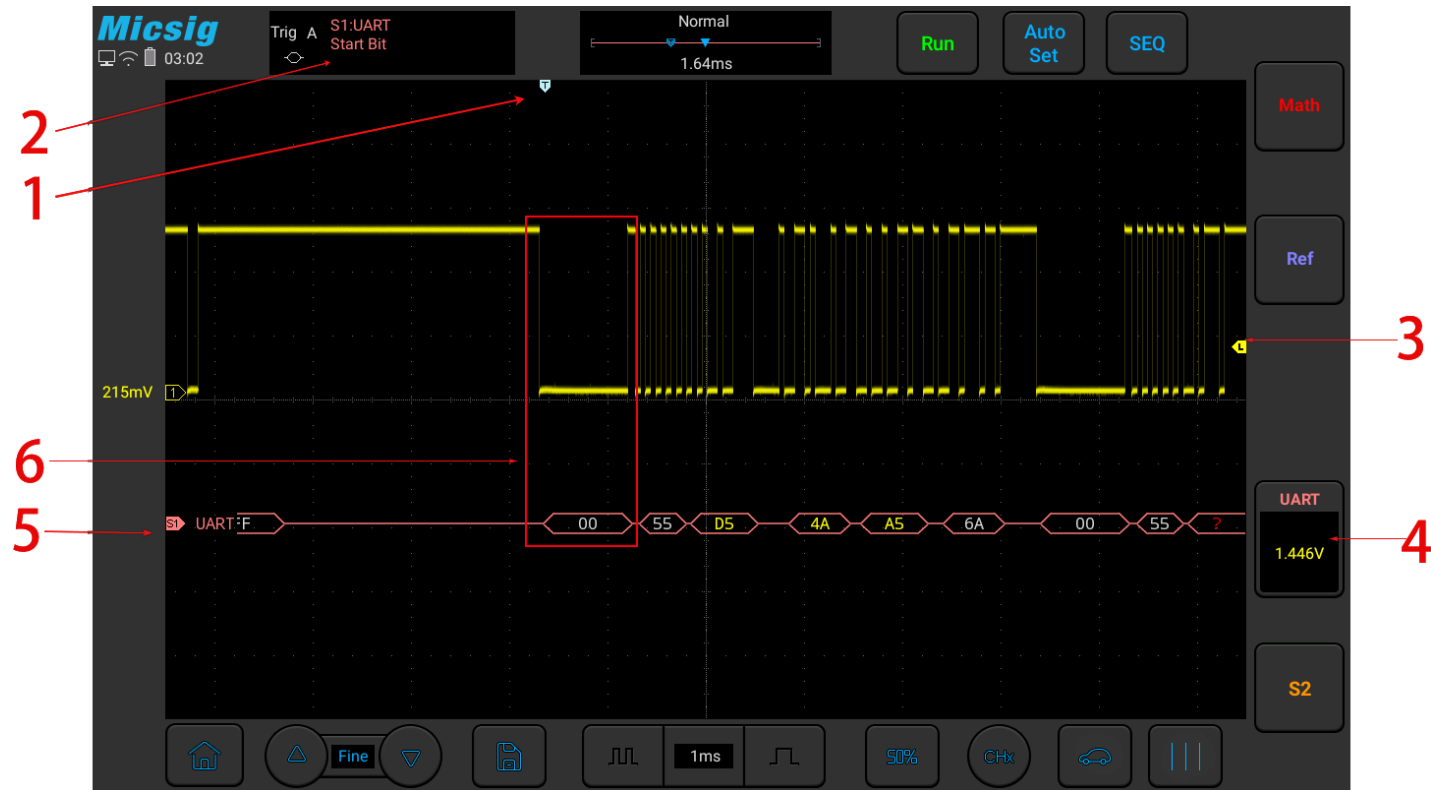 Micsig
03:02
Trig A
S1:UART
Start Bit
Normal
1.64ms
Run
Auto
Set
SEQ
T
Math
2
1
Ref
3
L
215mV
1
6
UART
S1 UART FF 00 55 D5 4A A5 6A 00 55 ?
5
1.446V
4
S2
Fine
1ms
50%
CHx